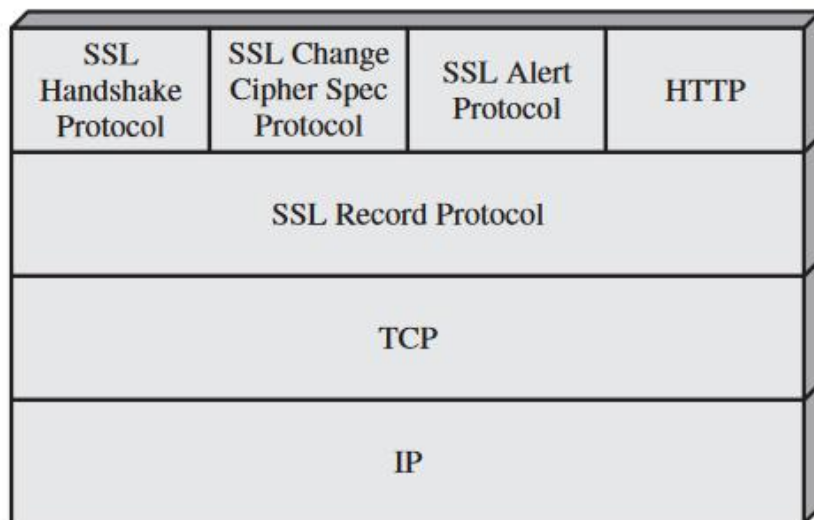 SSL
Handshake
Protocol
SSL Change
Cipher Spec
Protocol
SSL Alert
Protocol
HTTP
SSL Record Protocol
TCP
IP